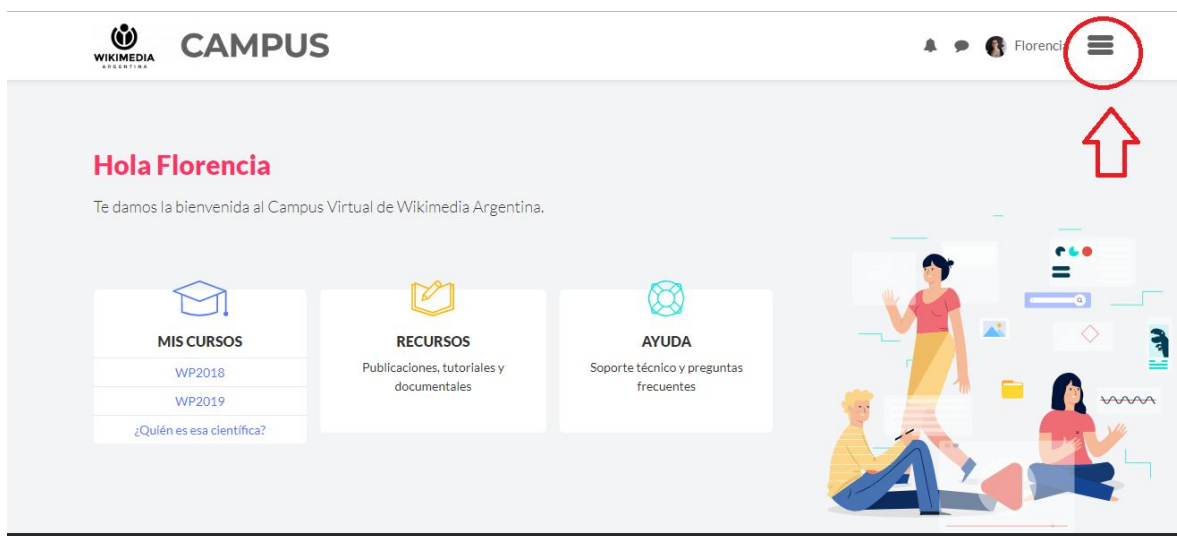 WIKIMEDIA
ARGENTINA
CAMPUS
Florencia
Hola Florencia
Te damos la bienvenida al Campus Virtual de Wikimedia Argentina.
MIS CURSOS
WP2018
WP2019
¿Quién es esa científica?
RECURSOS
Publicaciones, tutoriales y
documentales
AYUDA
Soporte técnico y preguntas
frecuentes